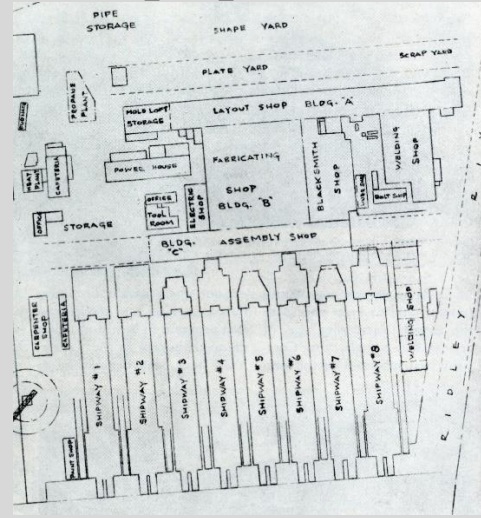 PIPE
STORAGE
SHAPE YARD
SCRAP YARD
PLATE YARD
PROPANE
PLANT
MOLD LOFT
STORAGE
LAYOUT SHOP BLDG. "A"
HEAT
PLANT
CAFETERIA
POWER HOUSE
FABRICATING
SHOP
BLDG. "B"
BLACKSMITH
SHOP
WELDING
SHOP
OFFICE
TOOL
ROOM
ELECTRIC
SHOP
BOLT SHOP
OFFICE
STORAGE
BLDG.
"C"
ASSEMBLY SHOP
CARPENTER
SHOP
CAFETERIA
SHIPWAY #1
SHIPWAY #2
SHIPWAY #3
SHIPWAY #4
SHIPWAY #5
SHIPWAY #6
SHIPWAY #7
SHIPWAY #8
WELDING SHOP
PAINT SHOP
RIDLEY